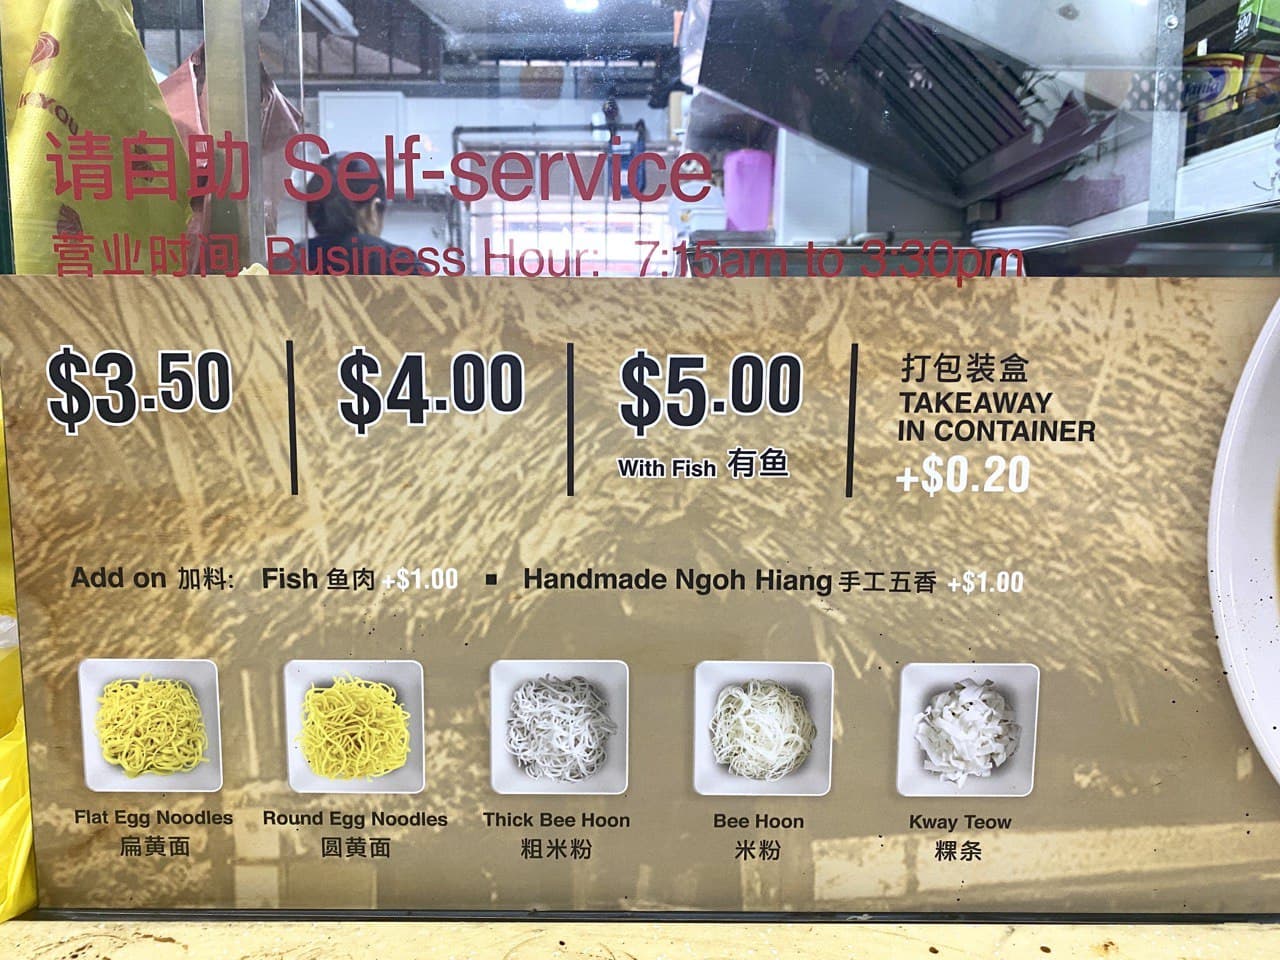 请自助 Self-service
营业时间 Business Hour: 7:15am to 3:30pm
$3.50
$4.00
$5.00
With Fish 有鱼
打包装盒
TAKEAWAY
IN CONTAINER
+$0.20
Add on 加料: Fish 鱼肉 +$1.00 ▪ Handmade Ngoh Hiang 手工五香 +$1.00
Flat Egg Noodles
扁黄面
Round Egg Noodles
圆黄面
Thick Bee Hoon
粗米粉
Bee Hoon
米粉
Kway Teow
粿条